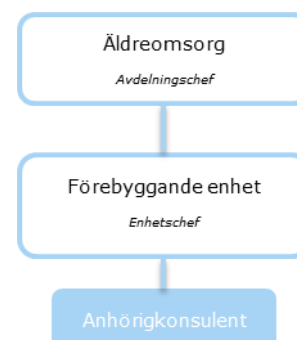 Äldreomsorg
Avdelningschef
Förebyggande enhet
Enhetschef
Anhörigkonsulent